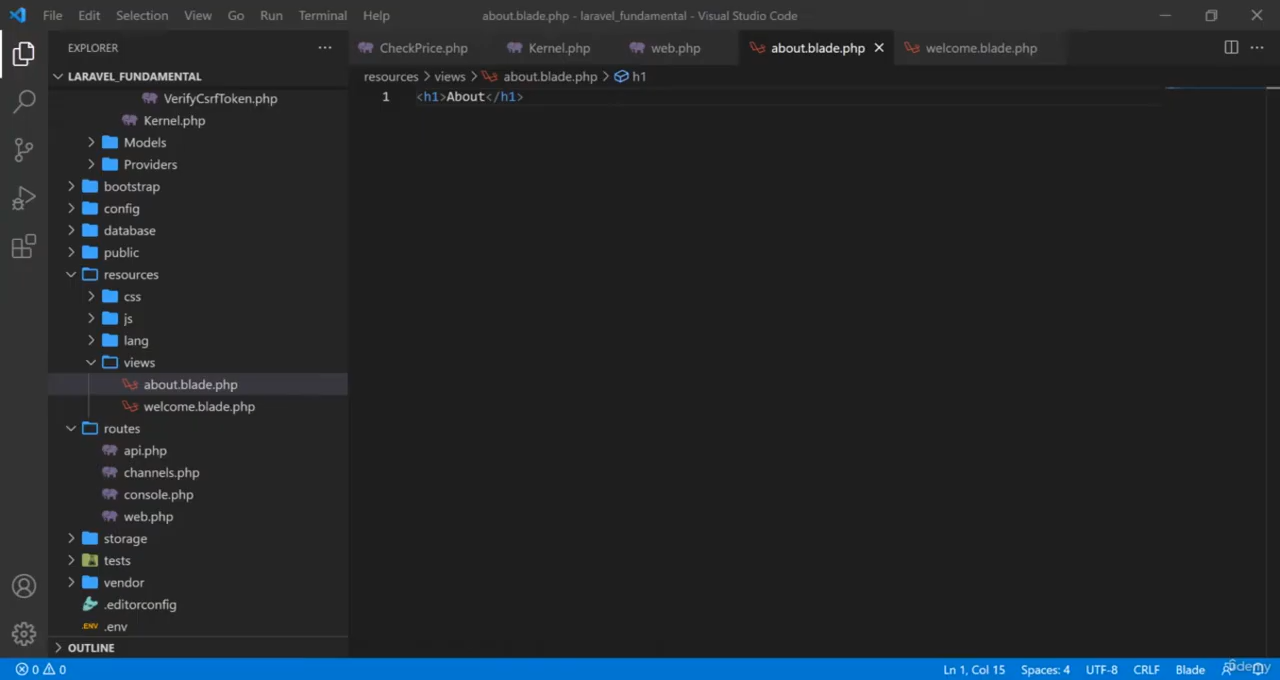 File Edit Selection View Go Run Terminal Help about.blade.php - laravel_fundamental - Visual Studio Code
EXPLORER
CheckPrice.php Kernel.php web.php about.blade.php welcome.blade.php
LARAVEL_FUNDAMENTAL
resources > views > about.blade.php > h1
1 <h1>About</h1>
VerifyCsrfToken.php
Kernel.php
Models
Providers
bootstrap
config
database
public
resources
css
js
lang
views
about.blade.php
welcome.blade.php
routes
api.php
channels.php
console.php
web.php
storage
tests
vendor
.editorconfig
.ENV .env
OUTLINE
0 0 Ln 1, Col 15 Spaces: 4 UTF-8 CRLF Blade ûdemy